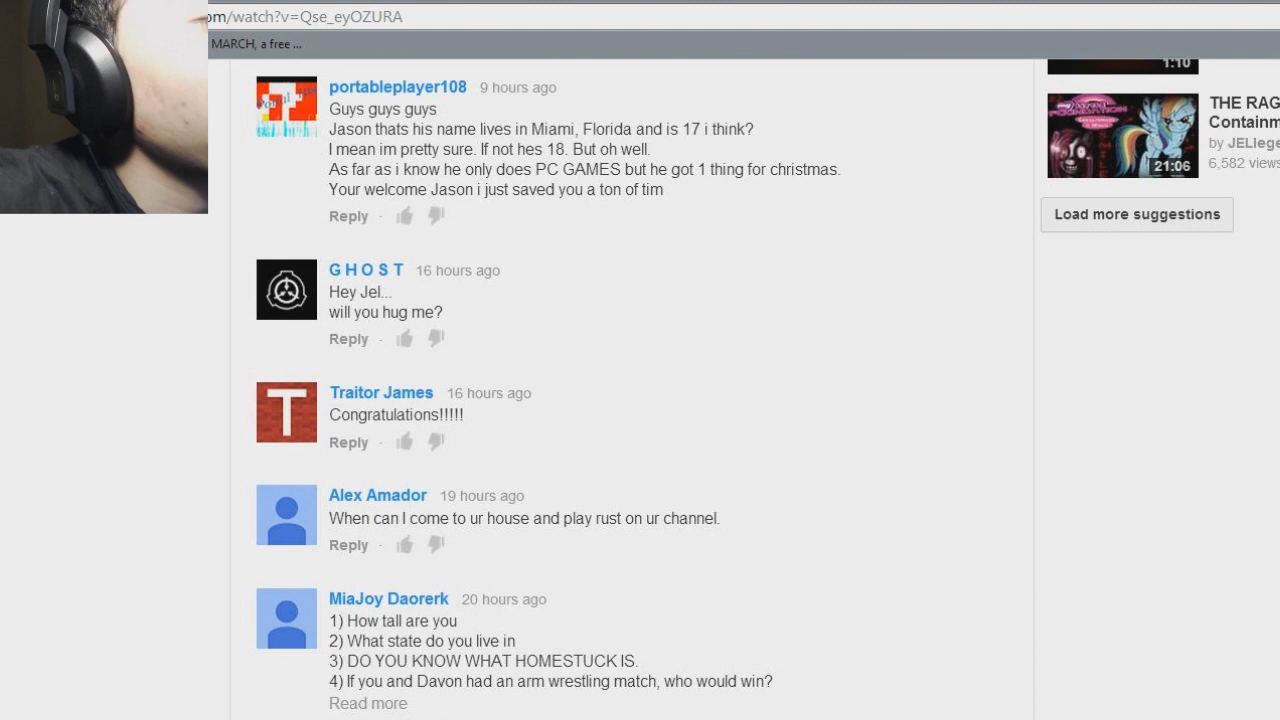 om/watch?v=Qse_eyOZURA
MARCH, a free ...
portableplayer108 9 hours ago
Guys guys guys
Jason thats his name lives in Miami, Florida and is 17 i think?
I mean im pretty sure. If not hes 18. But oh well.
As far as i know he only does PC GAMES but he got 1 thing for christmas.
Your welcome Jason i just saved you a ton of tim
Reply ·
G H O S T 16 hours ago
Hey Jel...
will you hug me?
Reply ·
Traitor James 16 hours ago
Congratulations!!!!!
Reply ·
Alex Amador 19 hours ago
When can I come to ur house and play rust on ur channel.
Reply ·
MiaJoy Daorerk 20 hours ago
1) How tall are you
2) What state do you live in
3) DO YOU KNOW WHAT HOMESTUCK IS.
4) If you and Davon had an arm wrestling match, who would win?
Read more
1:10
THE RAG
Containm
by JELlege
6,582 views
21:06
Load more suggestions
T